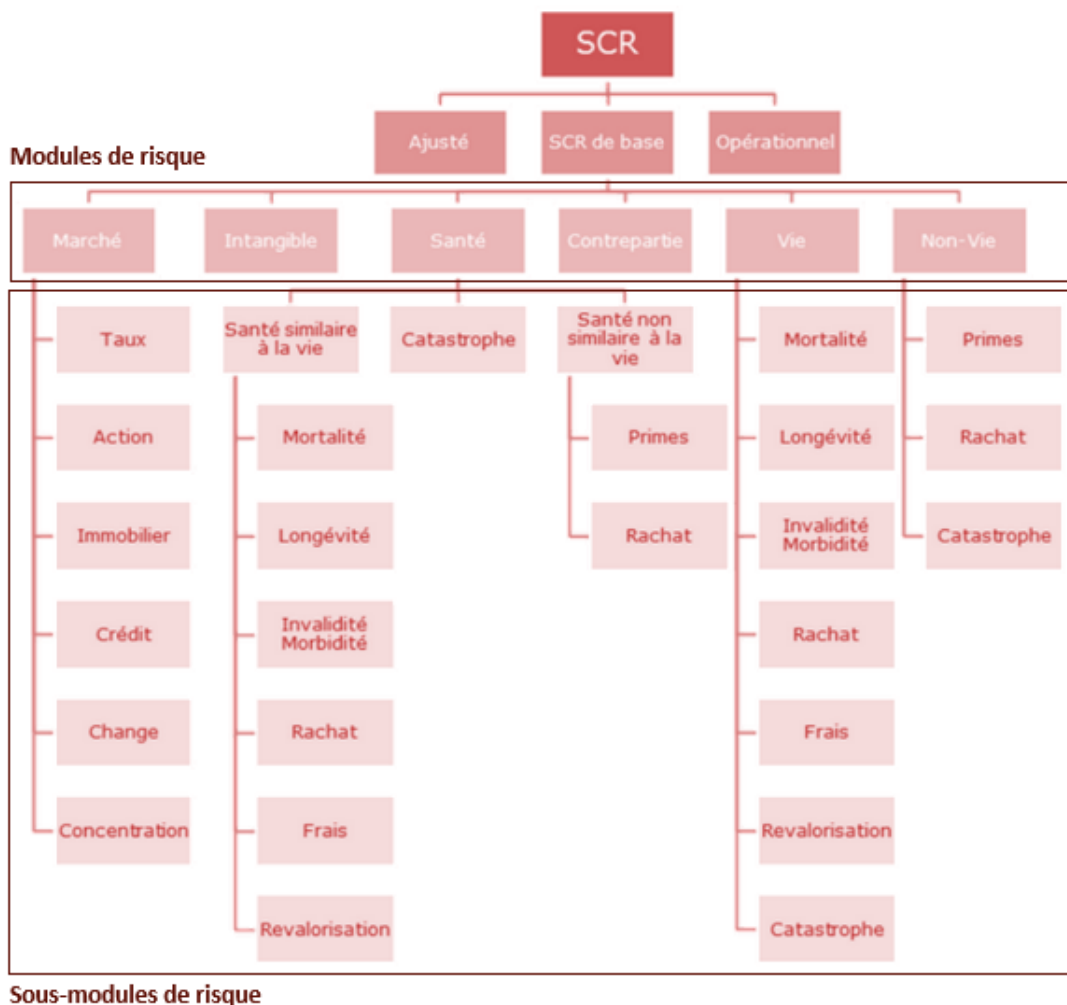 SCR
Ajusté
SCR de base
Opérationnel
Modules de risque
Marché
Intangible
Santé
Contrepartie
Vie
Non-Vie
Taux
Santé similaire
à la vie
Catastrophe
Santé non
similaire à la
vie
Mortalité
Primes
Action
Mortalité
Primes
Longévité
Rachat
Immobilier
Longévité
Rachat
Invalidité
Morbidité
Catastrophe
Crédit
Invalidité
Morbidité
Rachat
Change
Rachat
Frais
Concentration
Frais
Revalorisation
Revalorisation
Catastrophe
Sous-modules de risque